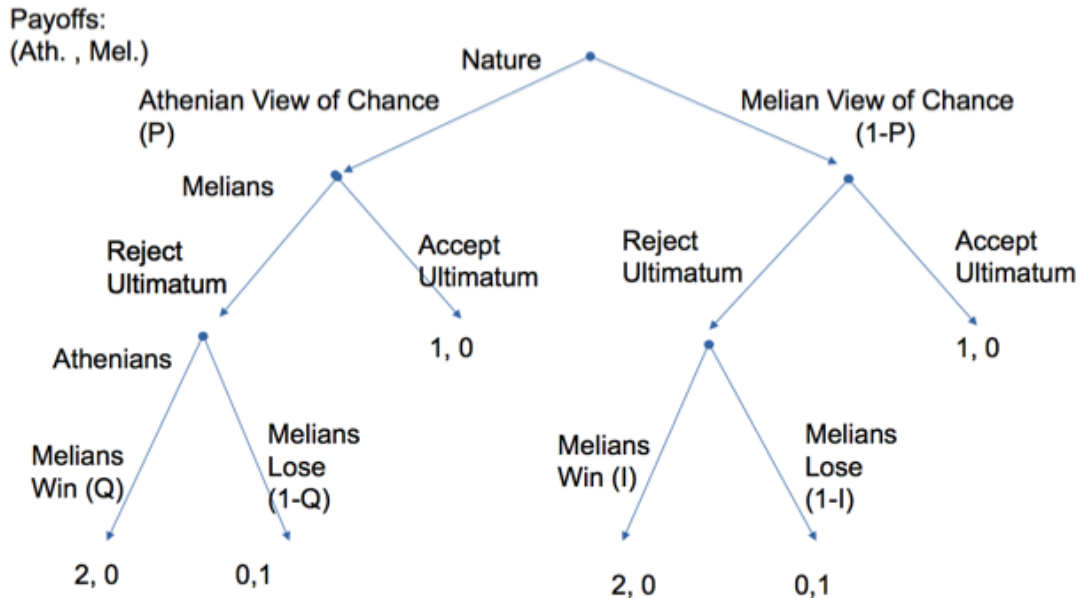 Payoffs:
(Ath. , Mel.)
Nature
Athenian View of Chance
(P)
Melian View of Chance
(1-P)
Melians
Reject
Ultimatum
Accept
Ultimatum
Reject
Ultimatum
Accept
Ultimatum
Athenians
1, 0
1, 0
Melians
Win (Q)
Melians
Lose
(1-Q)
Melians
Win (I)
Melians
Lose
(1-I)
2, 0
0,1
2, 0
0,1